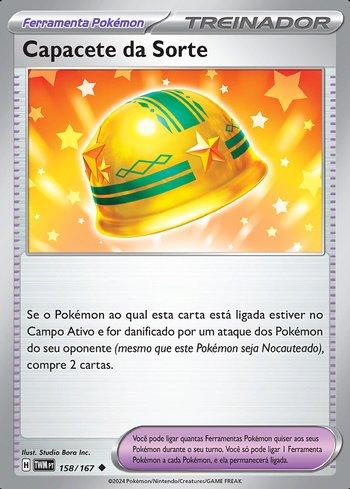 Ferramenta Pokémon
TREINADOR
Capacete da Sorte
Se o Pokémon ao qual esta carta está ligada estiver no
Campo Ativo e for danificado por um ataque dos Pokémon
do seu oponente (mesmo que este Pokémon seja Nocauteado),
compre 2 cartas.
Ilust. Studio Bora Inc.
H TWM PT 158/167
Você pode ligar quantas Ferramentas Pokémon quiser aos seus
Pokémon durante o seu turno. Você só pode ligar 1 Ferramenta
Pokémon a cada Pokémon, e ela permanecerá ligada.
©2024 Pokémon/Nintendo/Creatures/GAME FREAK